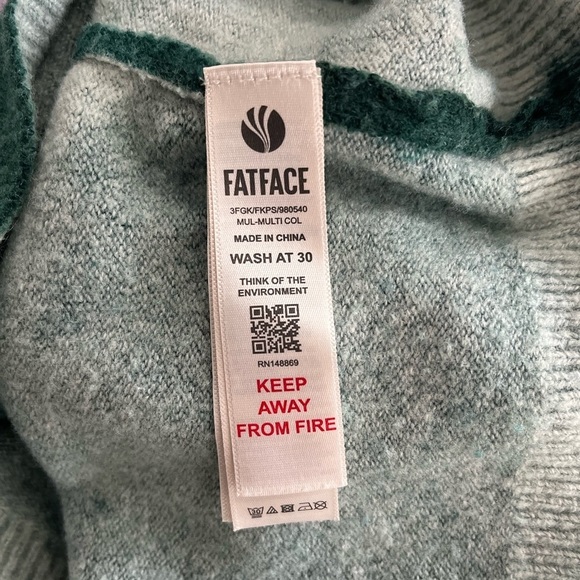 FATFACE
3FGK/FKPS/980540
MUL-MULTI COL
MADE IN CHINA
WASH AT 30
THINK OF THE
ENVIRONMENT
RN148869
KEEP
AWAY
FROM FIRE
30